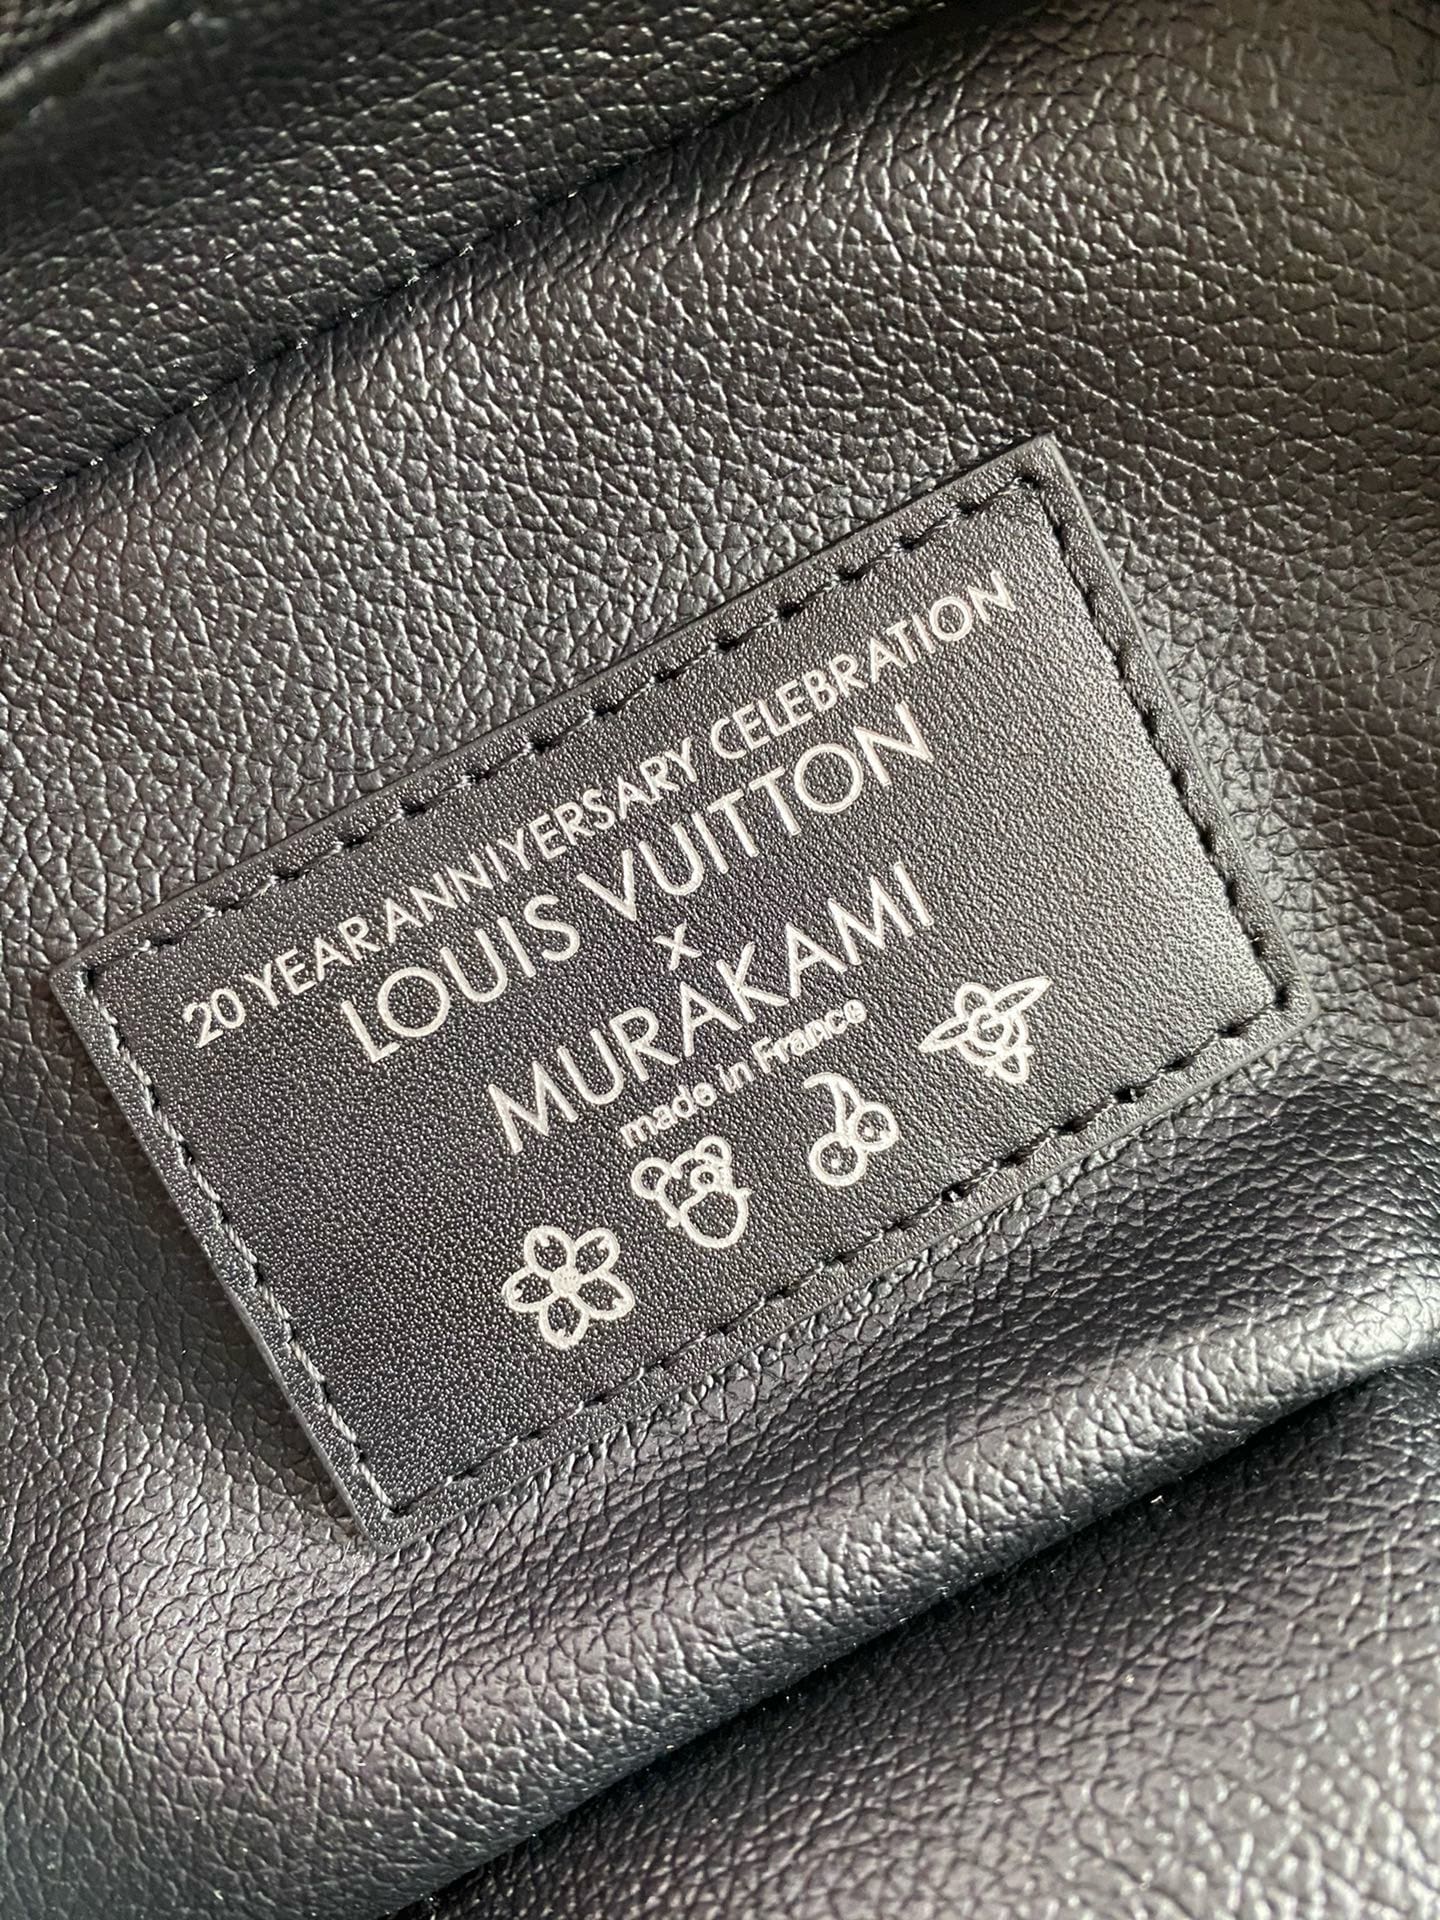 20 YEARANNIYERSARY CELEBRATION
LOUIS VUITTON
X
MURAKAMI
made in France